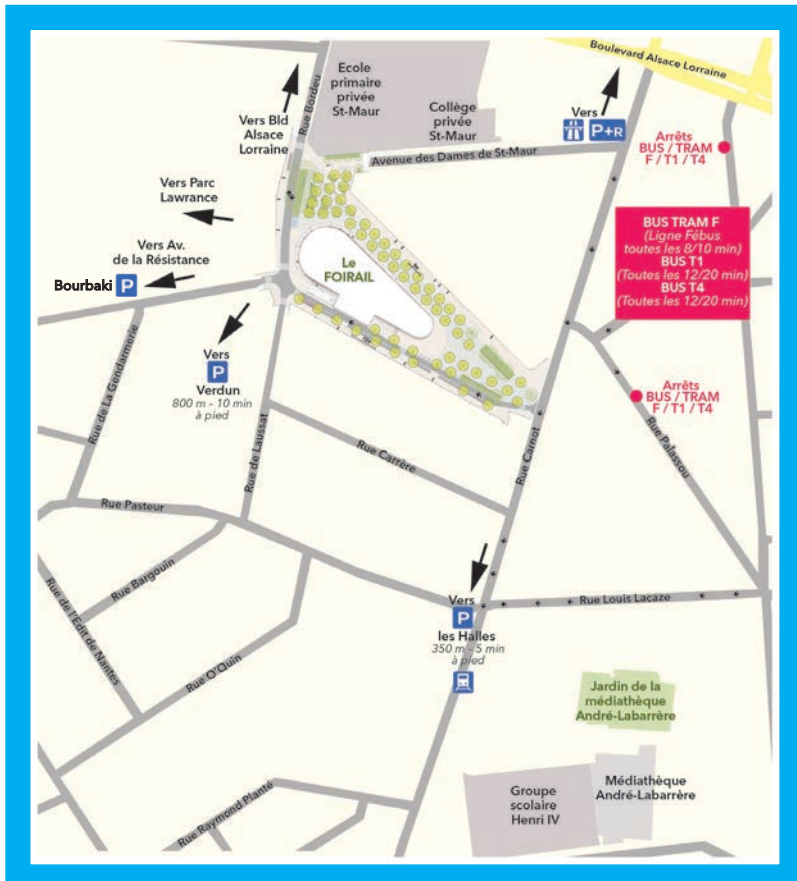 Boulevard Alsace Lorraine
Ecole
primaire
privée
St-Maur
Rue Bordeu
Collège
privée
St-Maur
Vers Bld
Alsace
Lorraine
Vers
P+R
Avenue des Dames de St-Maur
Arrêts
BUS / TRAM
F / T1 / T4
Vers Parc
Lawrance
BUS TRAM F
(Ligne Fébus
toutes les 8/10 min)
BUS T1
(Toutes les 12/20 min)
BUS T4
(Toutes les 12/20 min)
Vers Av.
de la Résistance
Bourbaki P
Le
FOIRAIL
Vers
P
Verdun
800 m - 10 min
à pied
Rue de La Gendarmerie
Rue de Laussat
Rue Carrère
Rue Carnot
Arrêts
BUS / TRAM
F / T1 / T4
Rue Palassou
Rue Pasteur
Rue Bargouin
Rue de l'Edit de Nantes
Rue O'Quin
Vers
P
les Halles
350 m - 5 min
à pied
Rue Louis Lacaze
Jardin de la
médiathèque
André-Labarrère
Rue Raymond Planté
Groupe
scolaire
Henri IV
Médiathèque
André-Labarrère